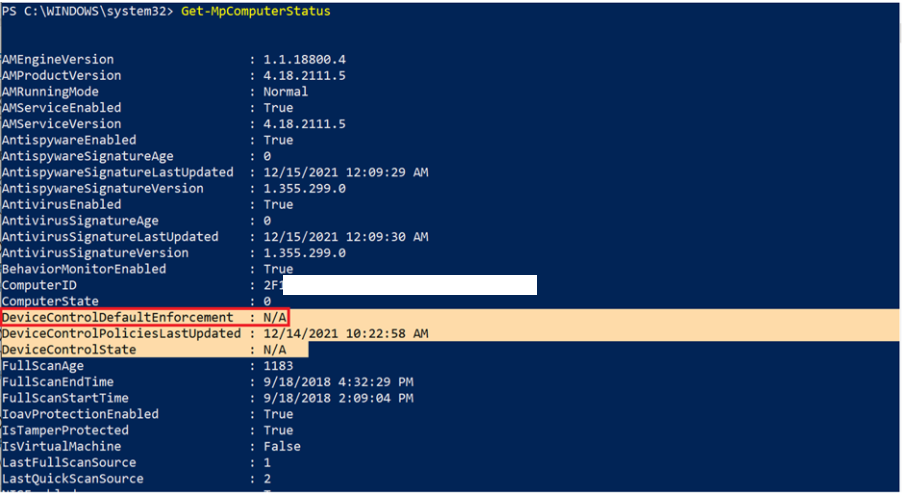 PS C:\WINDOWS\system32> Get-MpComputerStatus
AMEngineVersion : 1.1.18800.4
AMProductVersion : 4.18.2111.5
AMRunningMode : Normal
AMServiceEnabled : True
AMServiceVersion : 4.18.2111.5
AntispywareEnabled : True
AntispywareSignatureAge : 0
AntispywareSignatureLastUpdated : 12/15/2021 12:09:29 AM
AntispywareSignatureVersion : 1.355.299.0
AntivirusEnabled : True
AntivirusSignatureAge : 0
AntivirusSignatureLastUpdated : 12/15/2021 12:09:30 AM
AntivirusSignatureVersion : 1.355.299.0
BehaviorMonitorEnabled : True
ComputerID : 2F1
ComputerState : 0
DeviceControlDefaultEnforcement : N/A
DeviceControlPoliciesLastUpdated : 12/14/2021 10:22:58 AM
DeviceControlState : N/A
FullScanAge : 1183
FullScanEndTime : 9/18/2018 4:32:29 PM
FullScanStartTime : 9/18/2018 2:09:04 PM
IoavProtectionEnabled : True
IsTamperProtected : True
IsVirtualMachine : False
LastFullScanSource : 1
LastQuickScanSource : 2